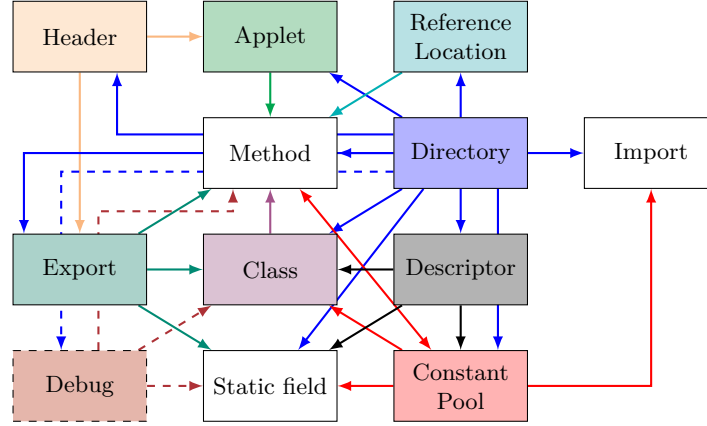 Header
Applet
Reference
Location
Method
Directory
Import
Export
Class
Descriptor
Debug
Static field
Constant
Pool